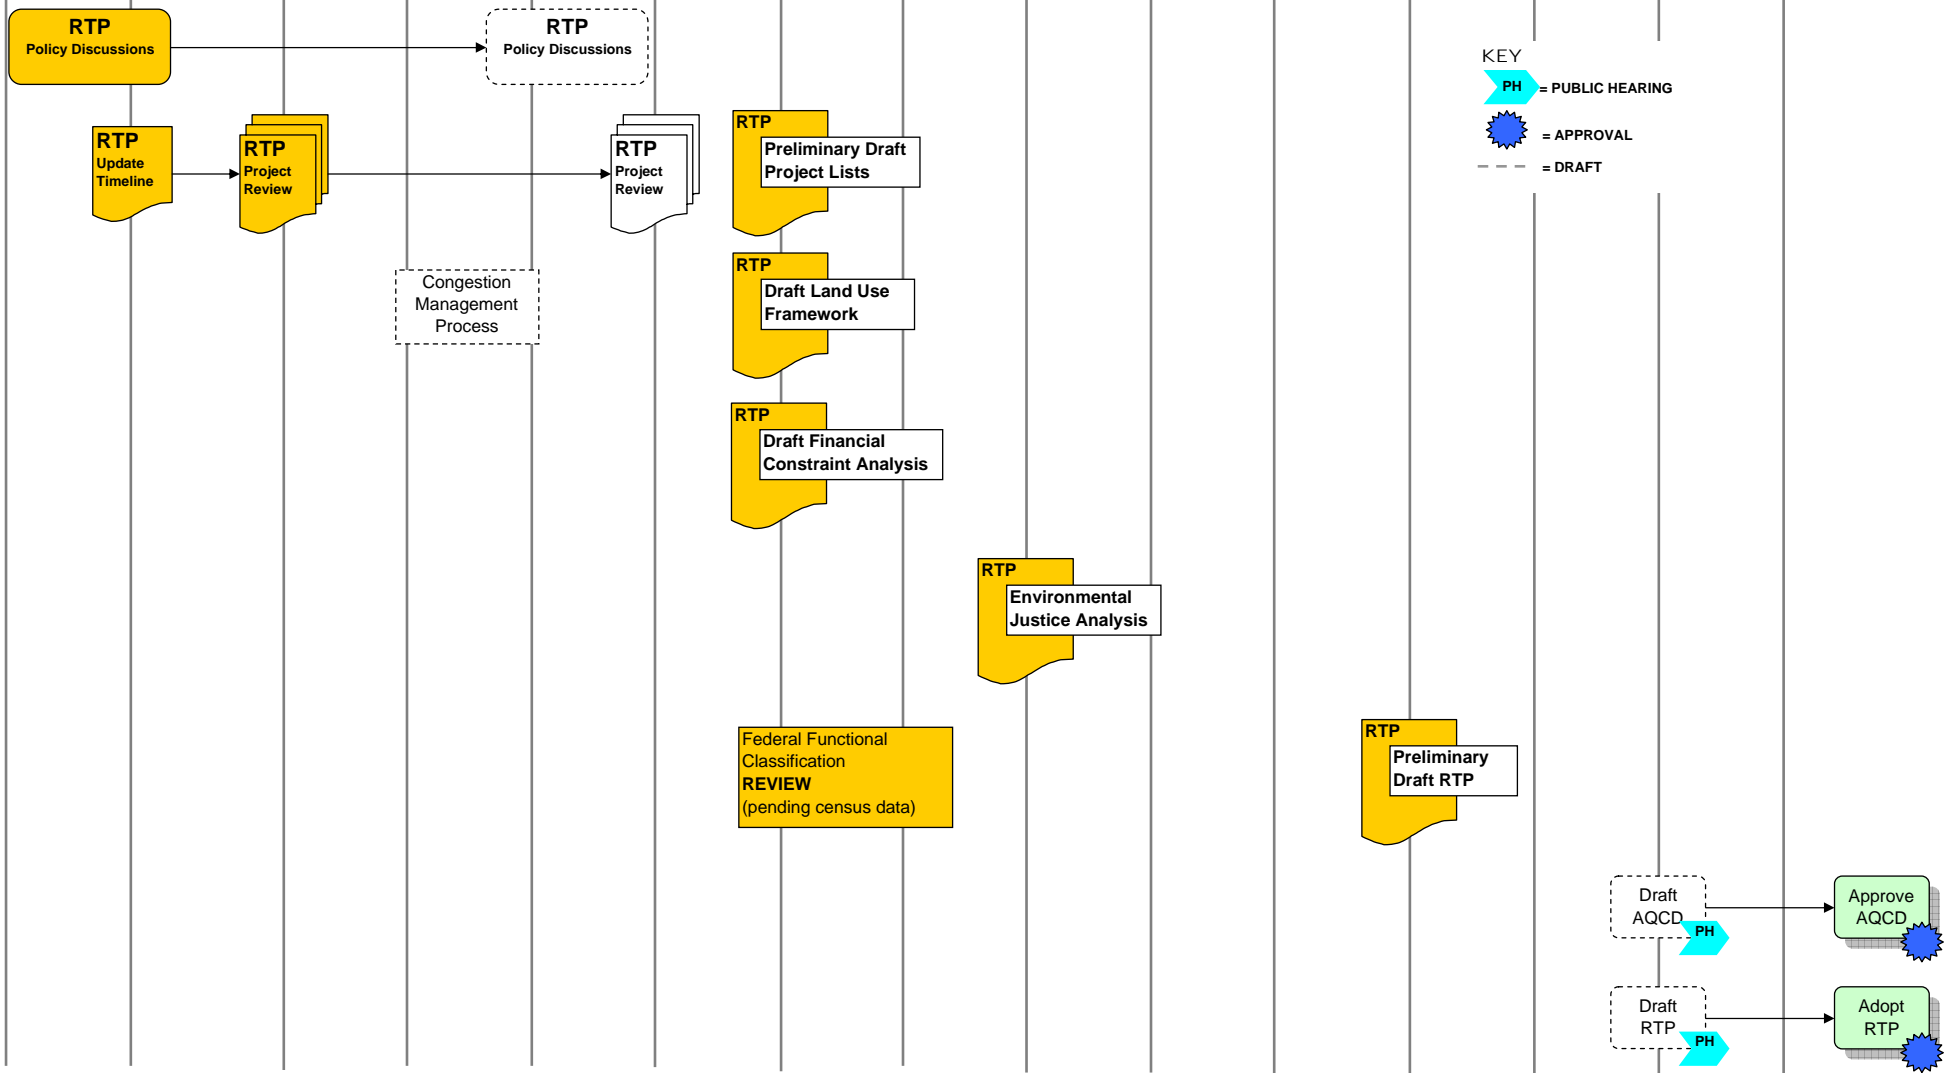 RTP
Policy Discussions
RTP
Policy Discussions
KEY
PH
= PUBLIC HEARING
= APPROVAL
= DRAFT
RTP
Update
Timeline
RTP
Project
Review
RTP
Project
Review
RTP
Preliminary Draft
Project Lists
Congestion
Management
Process
RTP
Draft Land Use
Framework
RTP
Draft Financial
Constraint Analysis
RTP
Environmental
Justice Analysis
Federal Functional
Classification
REVIEW
(pending census data)
RTP
Preliminary
Draft RTP
Draft
AQCD
PH
Approve
AQCD
Draft
RTP
PH
Adopt
RTP